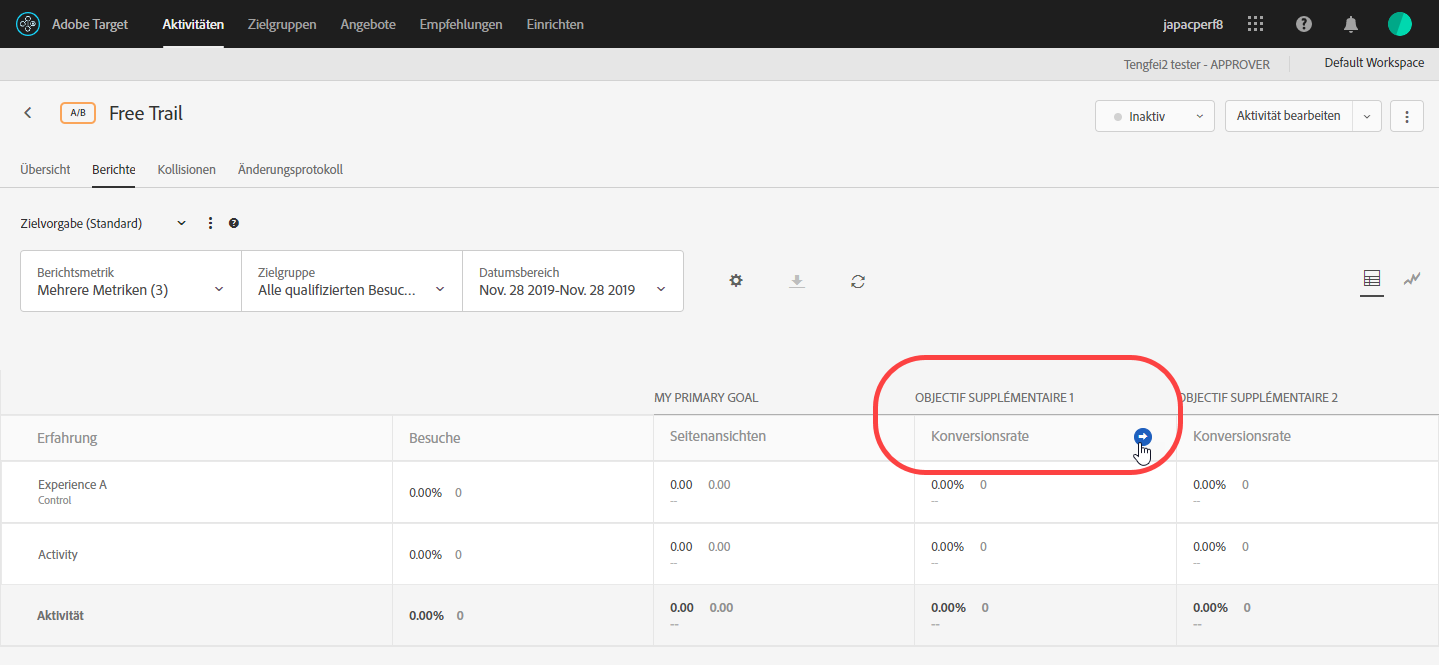 Adobe Target Aktivitäten Zielgruppen Angebote Empfehlungen Einrichten japacperf8
Tengfei2 tester - APPROVER Default Workspace
A/B Free Trail Inaktiv Aktivität bearbeiten
Übersicht Berichte Kollisionen Änderungsprotokoll
Zielvorgabe (Standard)
Berichtsmetrik Zielgruppe Datumsbereich
Mehrere Metriken (3) Alle qualifizierten Besuc... Nov. 28 2019-Nov. 28 2019
MY PRIMARY GOAL OBJECTIF SUPPLÉMENTAIRE 1 OBJECTIF SUPPLÉMENTAIRE 2
Erfahrung Besuche Seitenansichten Konversionsrate Konversionsrate
Experience A 0.00% 0 0.00 0.00 0.00% 0 0.00% 0
Control -- -- --
Activity 0.00% 0 0.00 0.00 0.00% 0 0.00% 0
-- -- --
Aktivität 0.00% 0 0.00 0.00 0.00% 0 0.00% 0
-- -- --